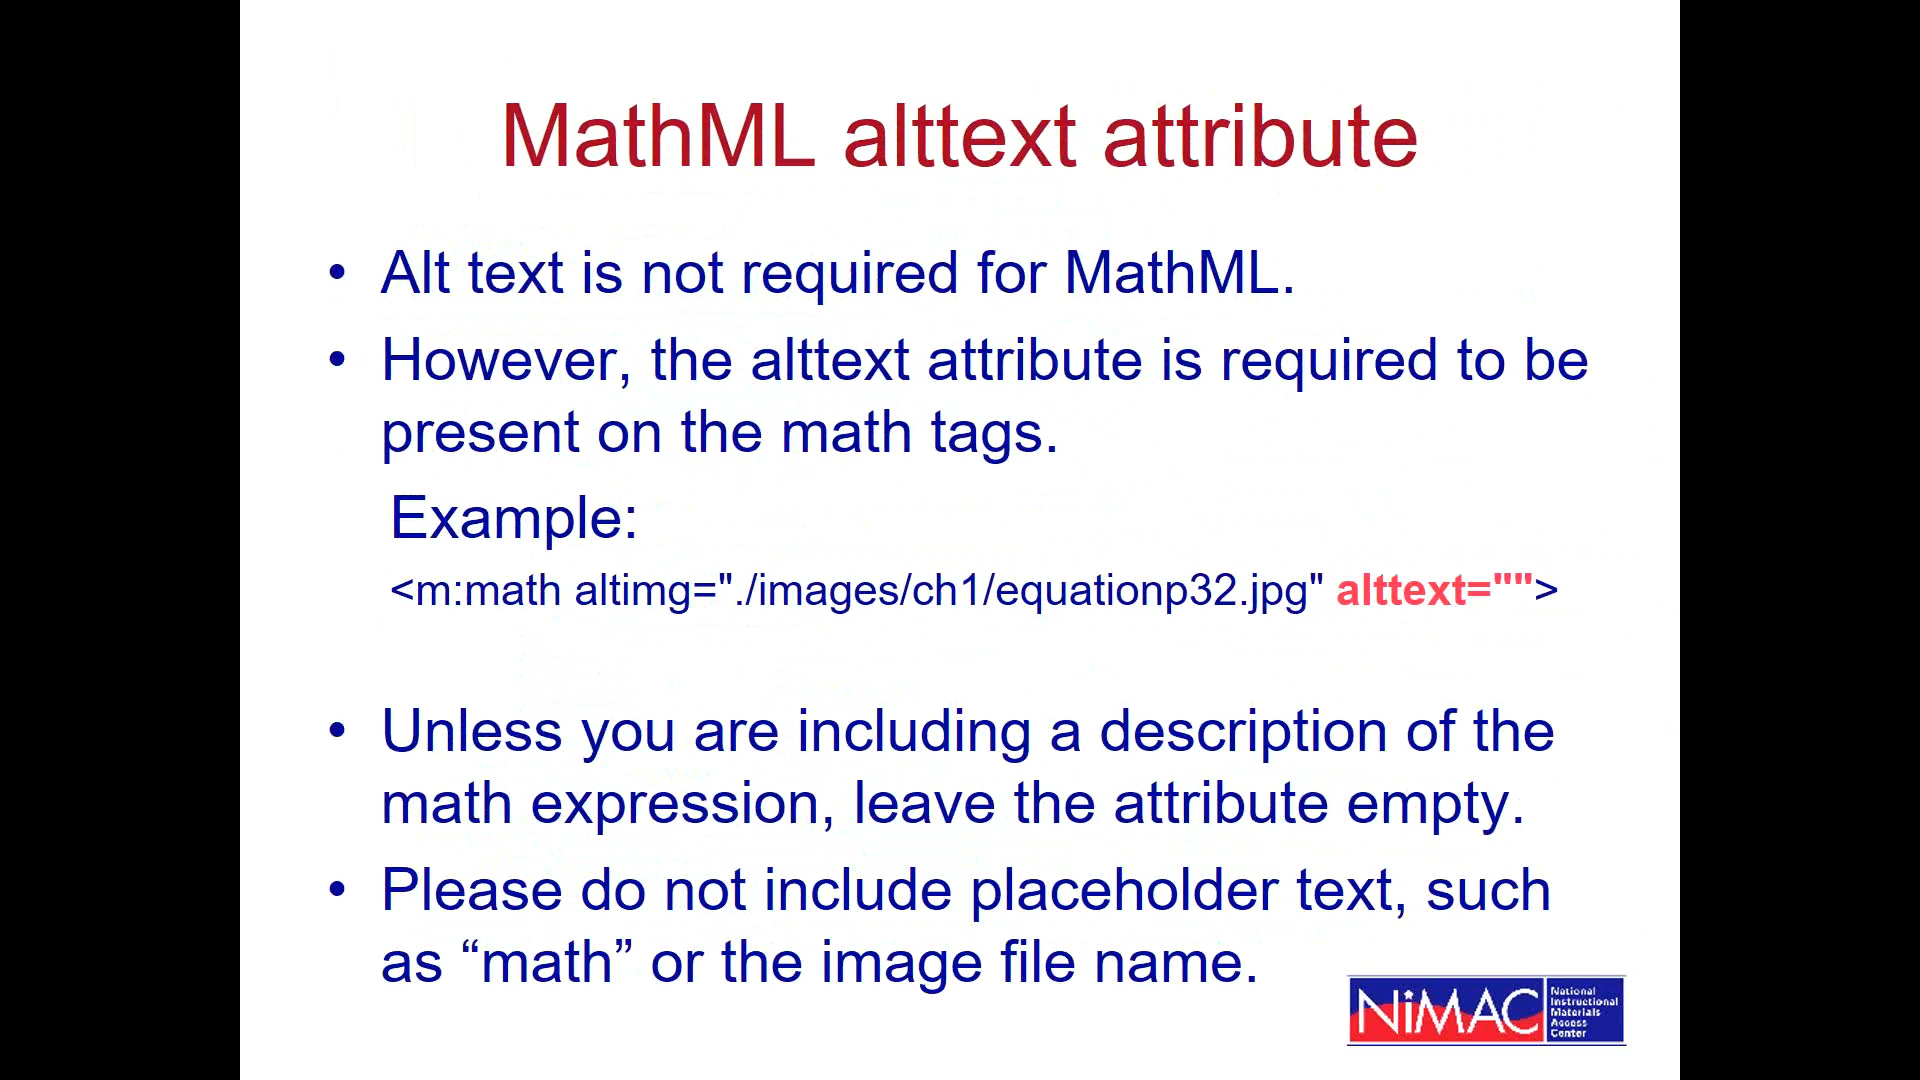 MathML alttext attribute
• Alt text is not required for MathML.
• However, the alttext attribute is required to be
present on the math tags.
Example:
<m:math altimg="./images/ch1/equationp32.jpg" alttext="">
• Unless you are including a description of the
math expression, leave the attribute empty.
• Please do not include placeholder text, such
as “math” or the image file name.
NiMAC
National
Instructional
Materials
Access
Center